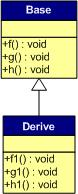 Base
+f() : void
+g() : void
+h() : void
Derive
+f1() : void
+g1() : void
+h1() : void